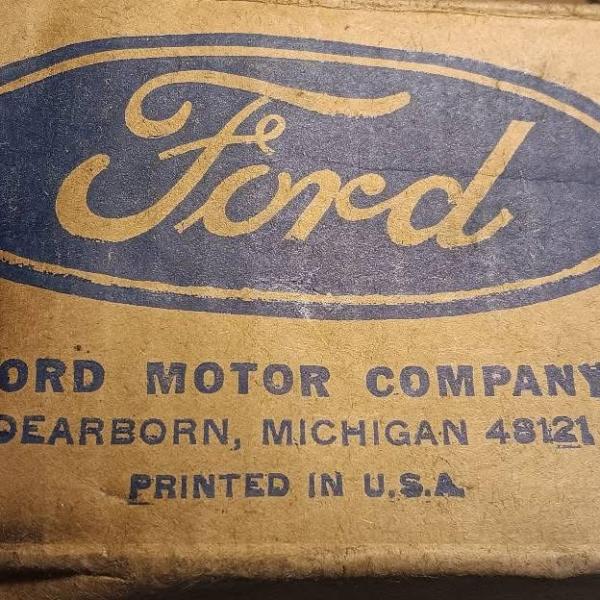 Ford
ORD MOTOR COMPANY
DEARBORN, MICHIGAN 48121
PRINTED IN U.S.A.